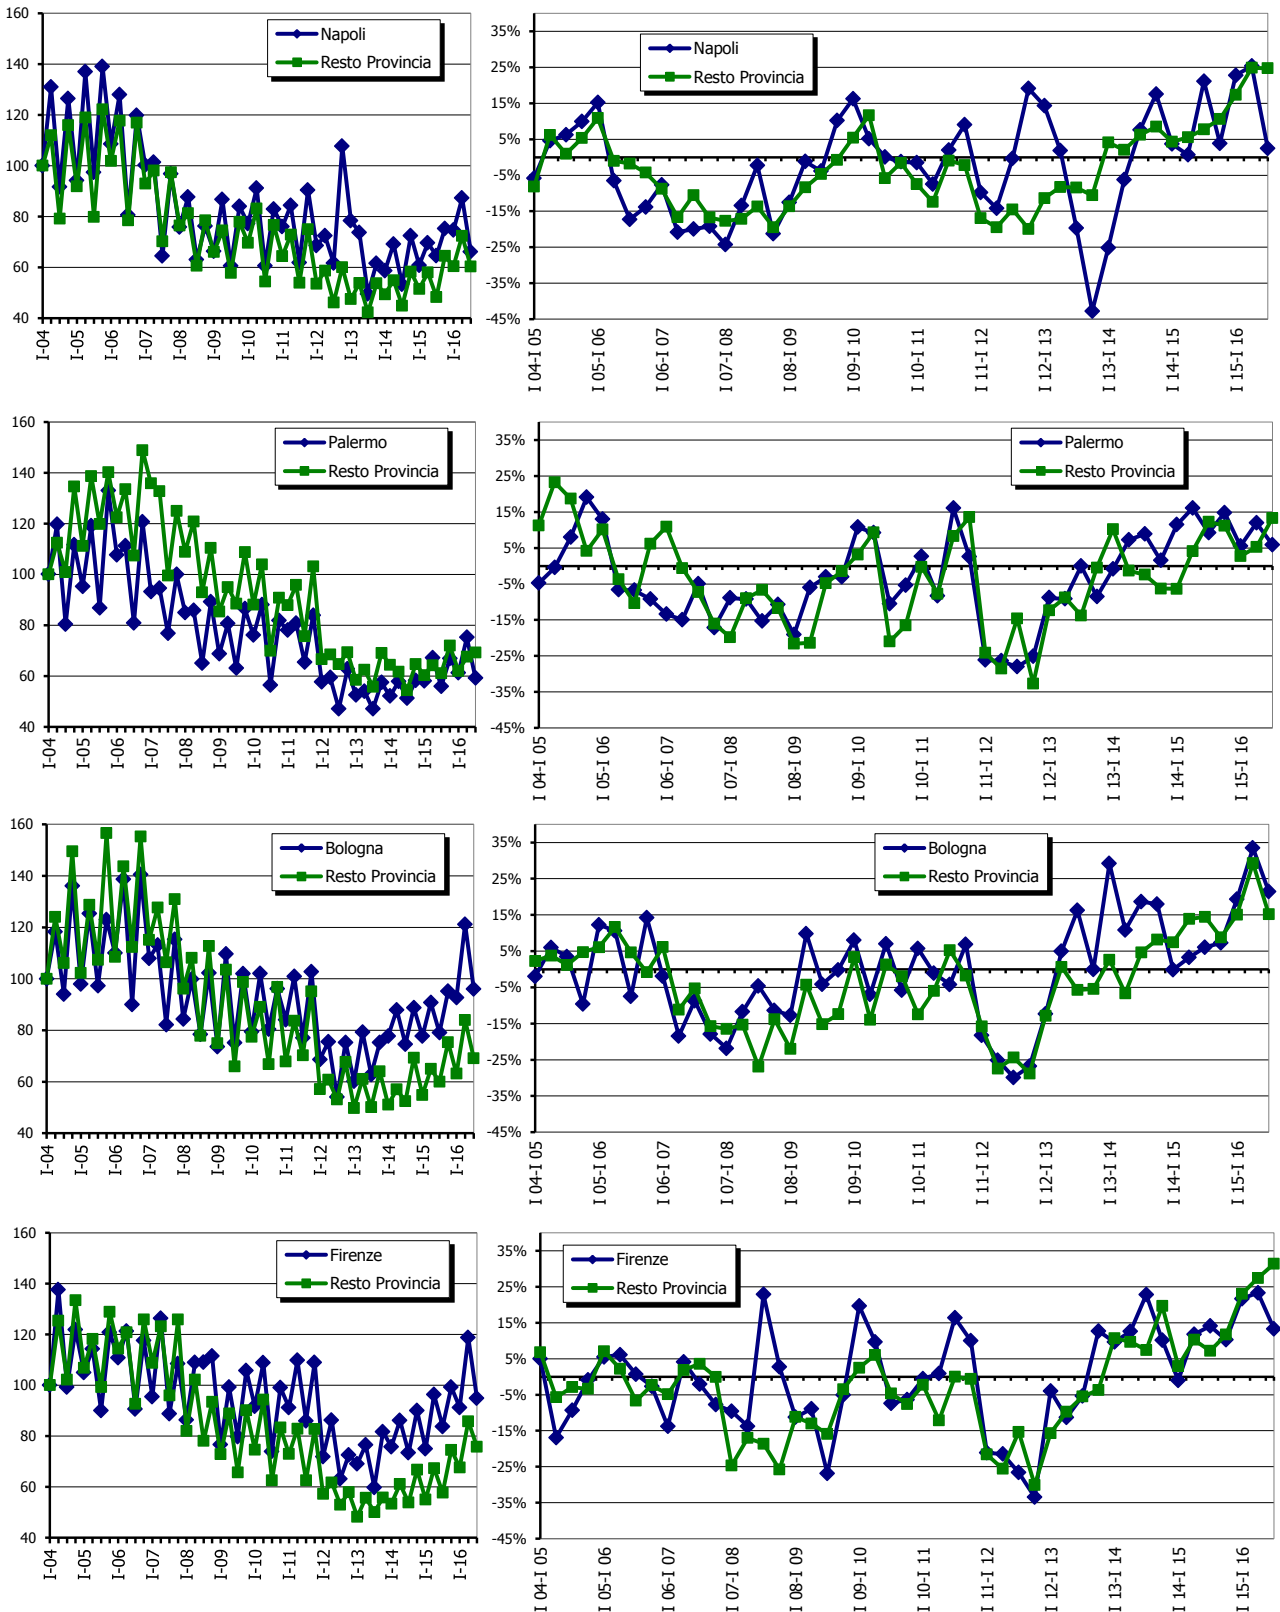 160
140
120
100
80
60
40
Napoli
Resto Provincia
I-04
I-05
I-06
I-07
I-08
I-09
I-10
I-11
I-12
I-13
I-14
I-15
I-16
35%
25%
15%
5%
-5%
-15%
-25%
-35%
-45%
Napoli
Resto Provincia
I 04-I 05
I 05-I 06
I 06-I 07
I 07-I 08
I 08-I 09
I 09-I 10
I 10-I 11
I 11-I 12
I 12-I 13
I 13-I 14
I 14-I 15
I 15-I 16
160
140
120
100
80
60
40
Palermo
Resto Provincia
I-04
I-05
I-06
I-07
I-08
I-09
I-10
I-11
I-12
I-13
I-14
I-15
I-16
35%
25%
15%
5%
-5%
-15%
-25%
-35%
-45%
Palermo
Resto Provincia
I 04-I 05
I 05-I 06
I 06-I 07
I 07-I 08
I 08-I 09
I 09-I 10
I 10-I 11
I 11-I 12
I 12-I 13
I 13-I 14
I 14-I 15
I 15-I 16
160
140
120
100
80
60
40
Bologna
Resto Provincia
I-04
I-05
I-06
I-07
I-08
I-09
I-10
I-11
I-12
I-13
I-14
I-15
I-16
35%
25%
15%
5%
-5%
-15%
-25%
-35%
-45%
Bologna
Resto Provincia
I 04-I 05
I 05-I 06
I 06-I 07
I 07-I 08
I 08-I 09
I 09-I 10
I 10-I 11
I 11-I 12
I 12-I 13
I 13-I 14
I 14-I 15
I 15-I 16
160
140
120
100
80
60
40
Firenze
Resto Provincia
I-04
I-05
I-06
I-07
I-08
I-09
I-10
I-11
I-12
I-13
I-14
I-15
I-16
35%
25%
15%
5%
-5%
-15%
-25%
-35%
-45%
Firenze
Resto Provincia
I 04-I 05
I 05-I 06
I 06-I 07
I 07-I 08
I 08-I 09
I 09-I 10
I 10-I 11
I 11-I 12
I 12-I 13
I 13-I 14
I 14-I 15
I 15-I 16